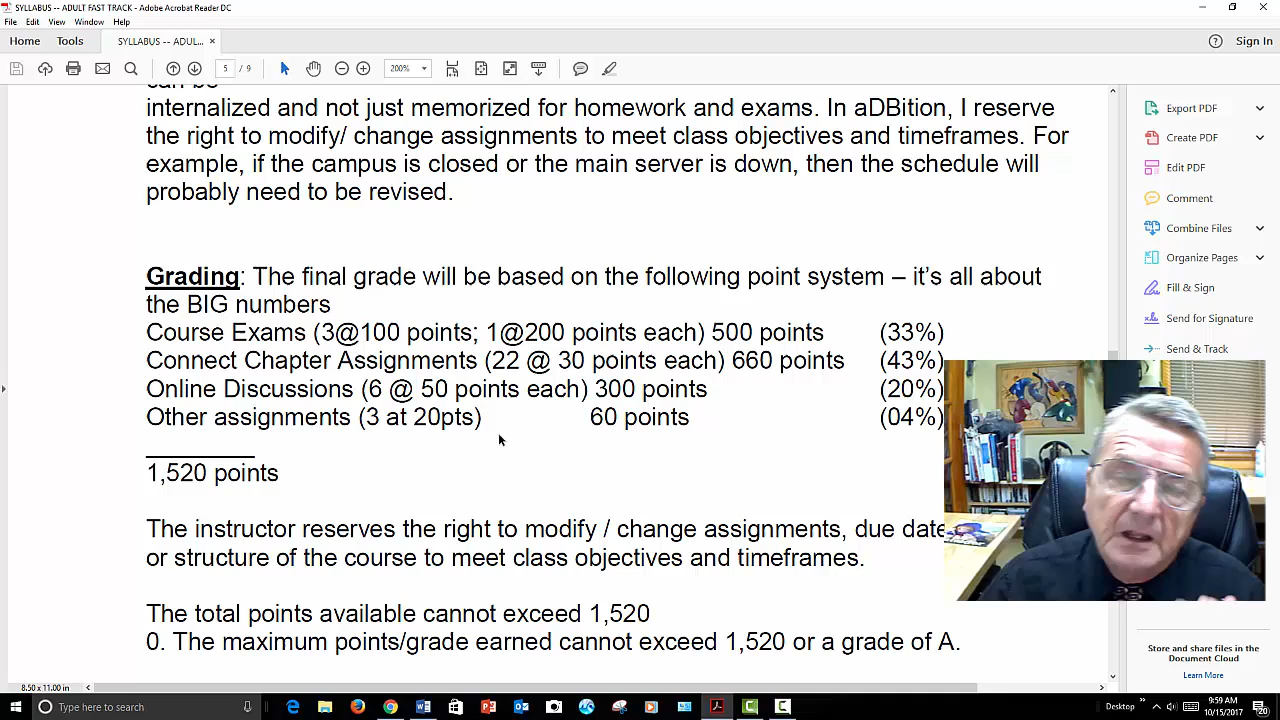 SYLLABUS -- ADULT FAST TRACK - Adobe Acrobat Reader DC
File Edit View Window Help
Home Tools SYLLABUS -- ADUL... × Sign In
5 / 9 200%
internalized and not just memorized for homework and exams. In aDBition, I reserve
the right to modify/ change assignments to meet class objectives and timeframes. For
example, if the campus is closed or the main server is down, then the schedule will
probably need to be revised.
Grading: The final grade will be based on the following point system – it's all about
the BIG numbers
Course Exams (3@100 points; 1@200 points each) 500 points (33%)
Connect Chapter Assignments (22 @ 30 points each) 660 points (43%)
Online Discussions (6 @ 50 points each) 300 points (20%)
Other assignments (3 at 20pts) 60 points (04%)
1,520 points
The instructor reserves the right to modify / change assignments, due date
or structure of the course to meet class objectives and timeframes.
The total points available cannot exceed 1,520
0. The maximum points/grade earned cannot exceed 1,520 or a grade of A.
8.50 x 11.00 in
Export PDF
Create PDF
Edit PDF
Comment
Combine Files
Organize Pages
Fill & Sign
Send for Signature
Send & Track
Store and share files in the
Document Cloud
Learn More
Type here to search
Desktop
9:59 AM
10/15/2017
20